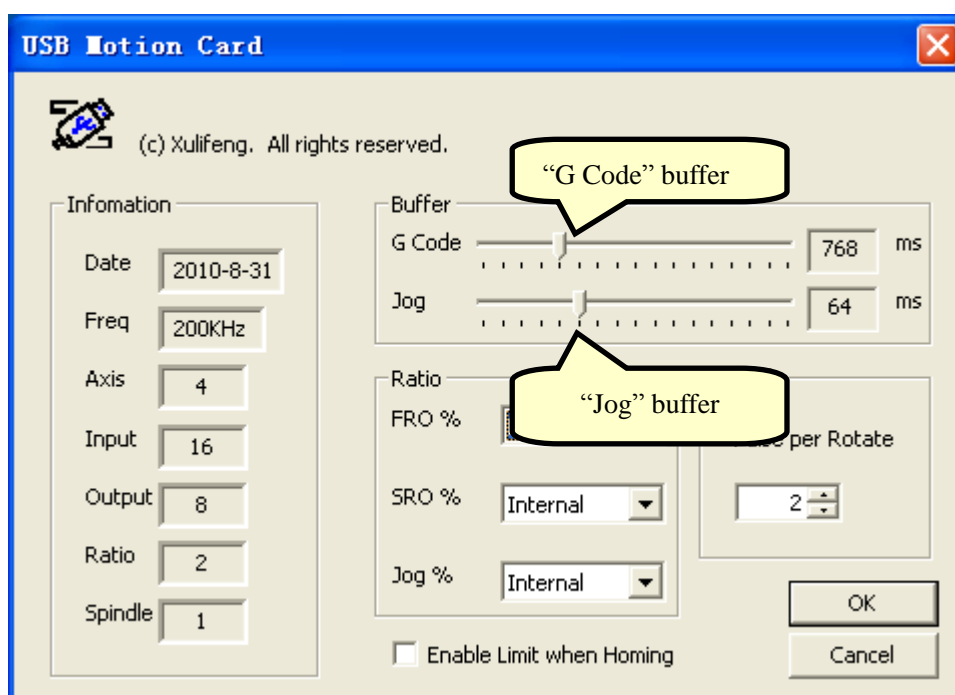 USB Motion Card
(c) Xulifeng. All rights reserved.
Infomation
Date 2010-8-31
Freq 200KHz
Axis 4
Input 16
Output 8
Ratio 2
Spindle 1
“G Code” buffer
Buffer
G Code 768 ms
Jog 64 ms
“Jog” buffer
Ratio
FRO %
SRO % Internal
Jog % Internal
per Rotate
2
Enable Limit when Homing
OK
Cancel